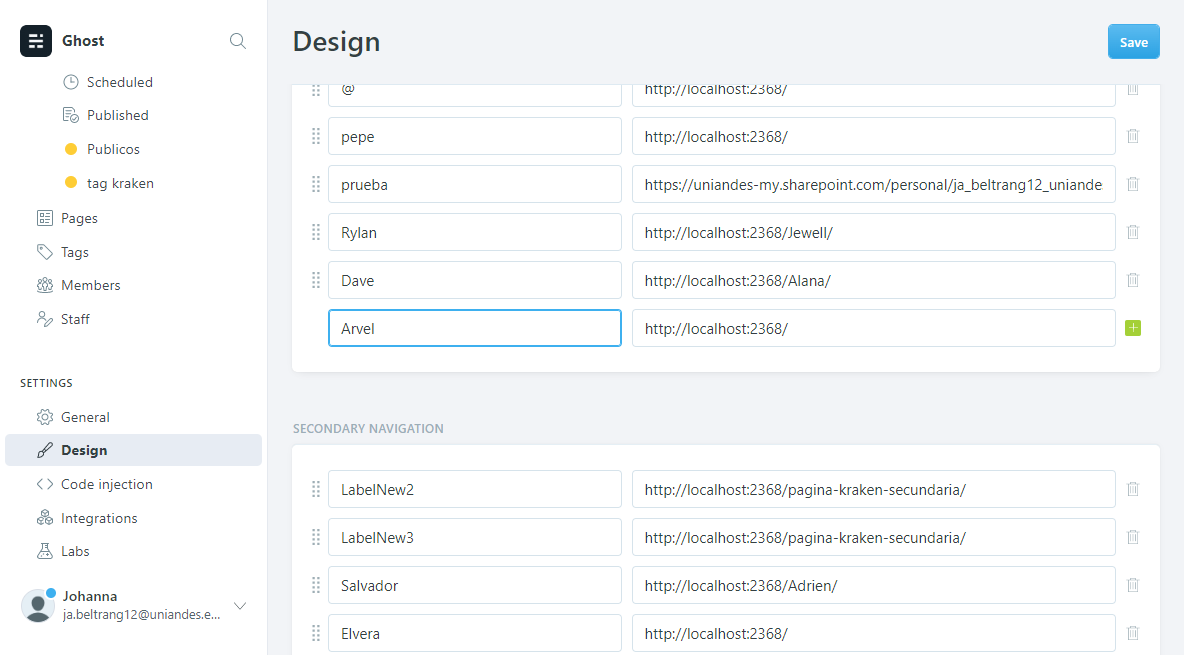 Ghost
Scheduled
Published
Publicos
tag kraken
Pages
Tags
Members
Staff
SETTINGS
General
Design
Code injection
Integrations
Labs
Johanna
ja.beltrang12@uniandes.e...
Design
Save
@ http://localhost:2368/
pepe http://localhost:2368/
prueba https://uniandes-my.sharepoint.com/personal/ja_beltrang12_uniande
Rylan http://localhost:2368/Jewell/
Dave http://localhost:2368/Alana/
Arvel http://localhost:2368/
SECONDARY NAVIGATION
LabelNew2 http://localhost:2368/pagina-kraken-secundaria/
LabelNew3 http://localhost:2368/pagina-kraken-secundaria/
Salvador http://localhost:2368/Adrien/
Elvera http://localhost:2368/